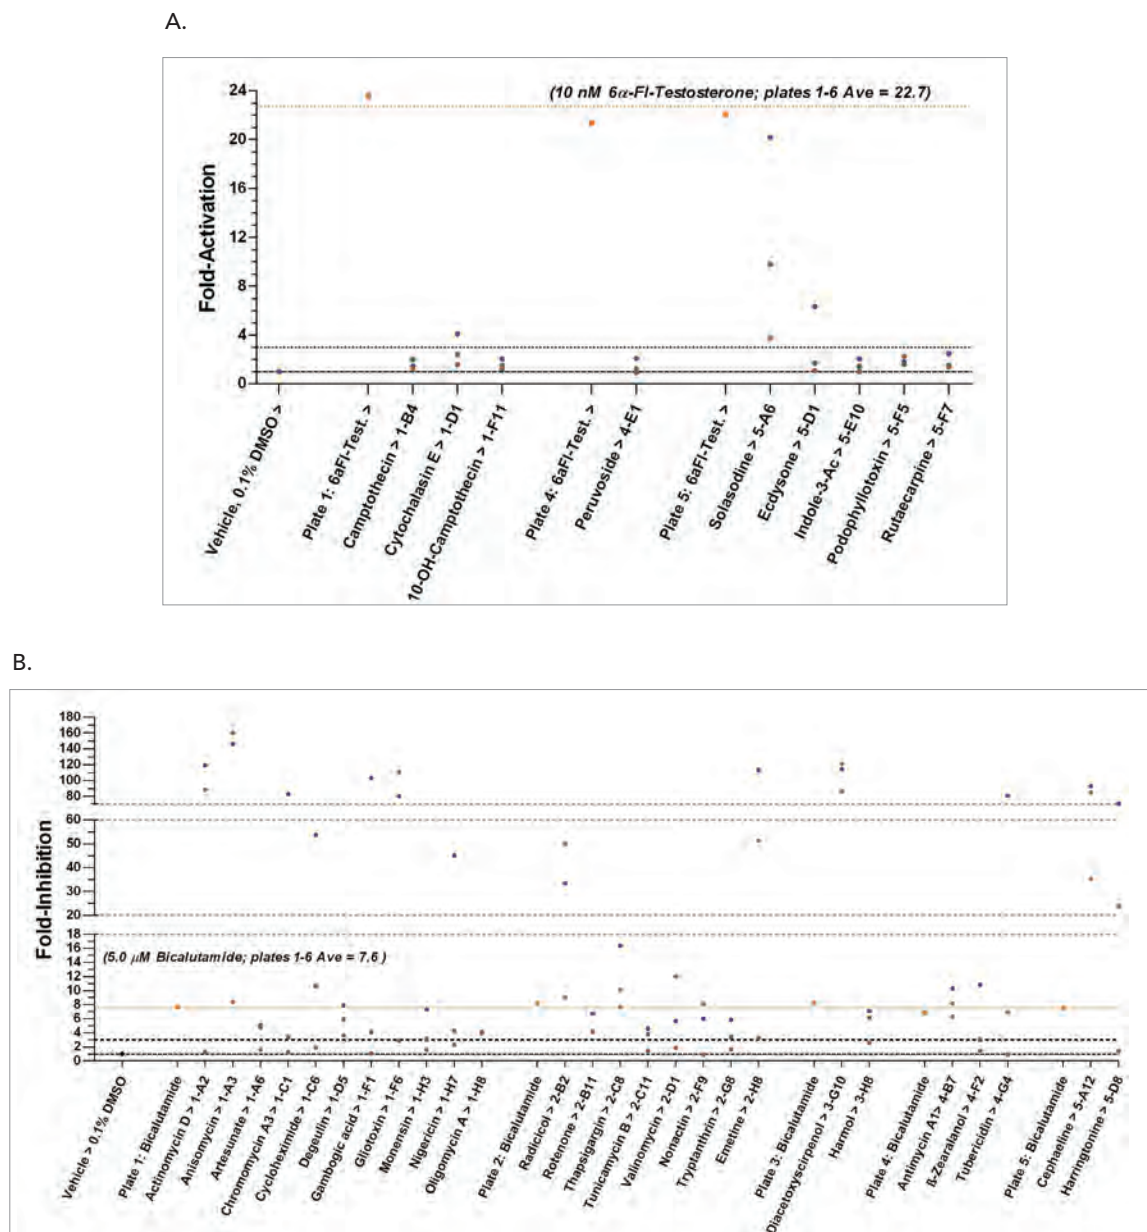 A.
(10 nM 6α-Fl-Testosterone; plates 1-6 Ave = 22.7)
Fold-Activation
24
20
16
12
8
4
0
Vehicle, 0.1% DMSO >
Plate 1: 6aFl-Test. >
Camptothecin > 1-B4
Cytochalasin E > 1-D1
10-OH-Camptothecin > 1-F11
Plate 4: 6aFl-Test. >
Peruvoside > 4-E1
Plate 5: 6aFl-Test. >
Solasodine > 5-A6
Ecdysone > 5-D1
Indole-3-Ac > 5-E10
Podophyllotoxin > 5-F5
Rutaecarpine > 5-F7
B.
Fold-Inhibition
180
160
140
120
100
80
60
50
40
30
20
18
16
14
12
10
8
6
4
2
0
(5.0 µM Bicalutamide; plates 1-6 Ave = 7.6 )
Vehicle > 0.1% DMSO
Plate 1: Bicalutamide
Actinomycin D > 1-A2
Anisomycin > 1-A3
Artesunate > 1-A6
Chromomycin A3 > 1-C1
Cycloheximide > 1-C6
Deguelin > 1-D5
Gambogic acid > 1-F1
Gliotoxin > 1-F6
Monensin > 1-H3
Nigericin > 1-H7
Oligomycin A > 1-H8
Plate 2: Bicalutamide
Radicicol > 2-B2
Rotenone > 2-B11
Thapsigargin > 2-C8
Tunicamycin B > 2-C11
Valinomycin > 2-D1
Nonactin > 2-F9
Tryptanthrin > 2-G8
Emetine > 2-H8
Plate 3: Bicalutamide
Diacetoxyscirpenol > 3-G10
Harmol > 3-H8
Plate 4: Bicalutamide
Antimycin A1> 4-B7
ß-Zearalanol > 4-F2
Tubercidin > 4-G4
Plate 5: Bicalutamide
Cephaeline > 5-A12
Harringtonine > 5-D8